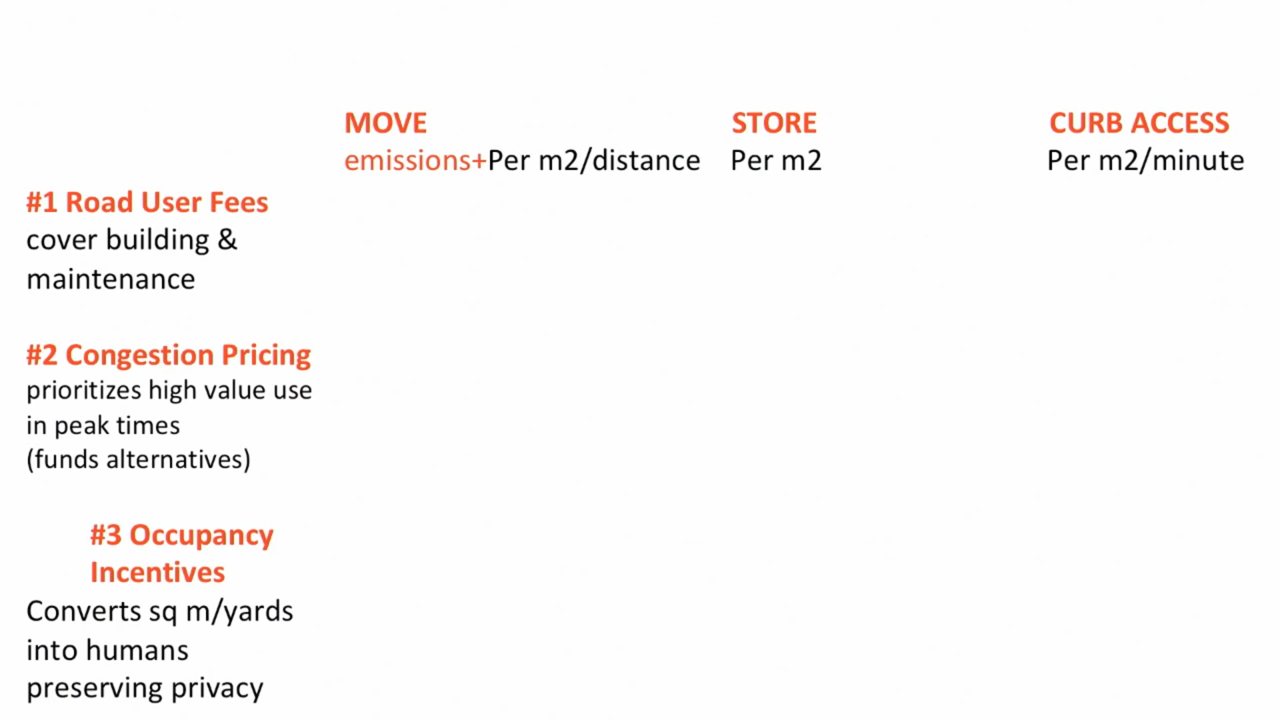 MOVE
STORE
CURB ACCESS
emissions+Per m2/distance
Per m2
Per m2/minute
#1 Road User Fees
cover building &
maintenance
#2 Congestion Pricing
prioritizes high value use
in peak times
(funds alternatives)
#3 Occupancy
Incentives
Converts sq m/yards
into humans
preserving privacy